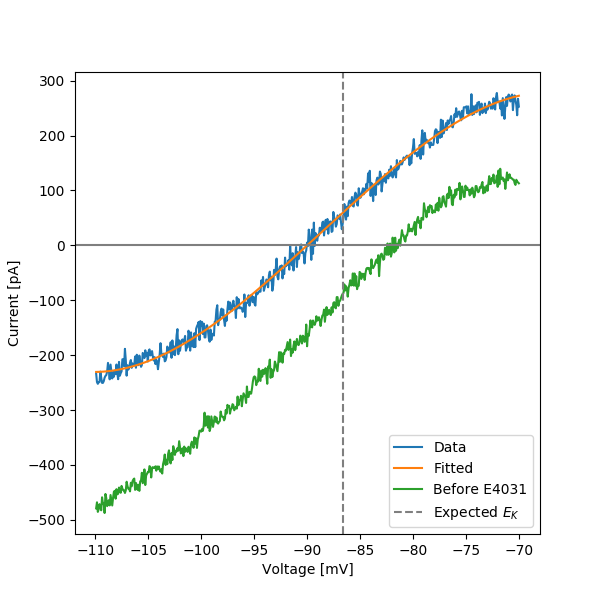 300
200
100
0
−100
−200
−300
−400
−500
Current [pA]
Data
Fitted
Before E4031
Expected E_K
−110 −105 −100 −95 −90 −85 −80 −75 −70
Voltage [mV]